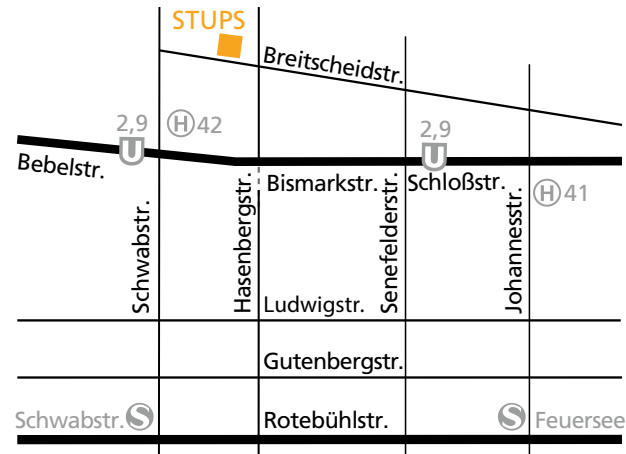 STUPS
Breitscheidstr.
2,9
H 42
U
2,9
U
Bebelstr.
Bismarkstr.
Schloßstr.
H 41
Schwabstr.
Hasenbergstr.
Senefelderstr.
Johannesstr.
Ludwigstr.
Gutenbergstr.
Schwabstr. S
Rotebühlstr.
S Feuersee